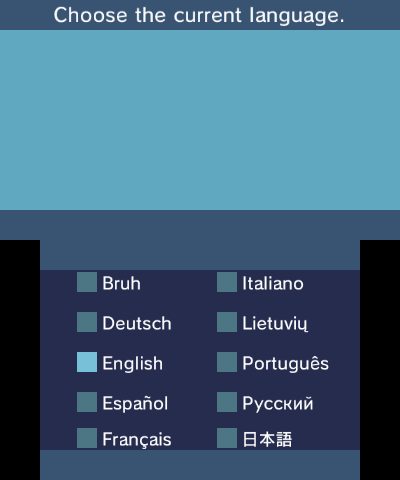 Choose the current language.
Bruh
Italiano
Deutsch
Lietuvių
English
Português
Español
Русский
Français
日本語